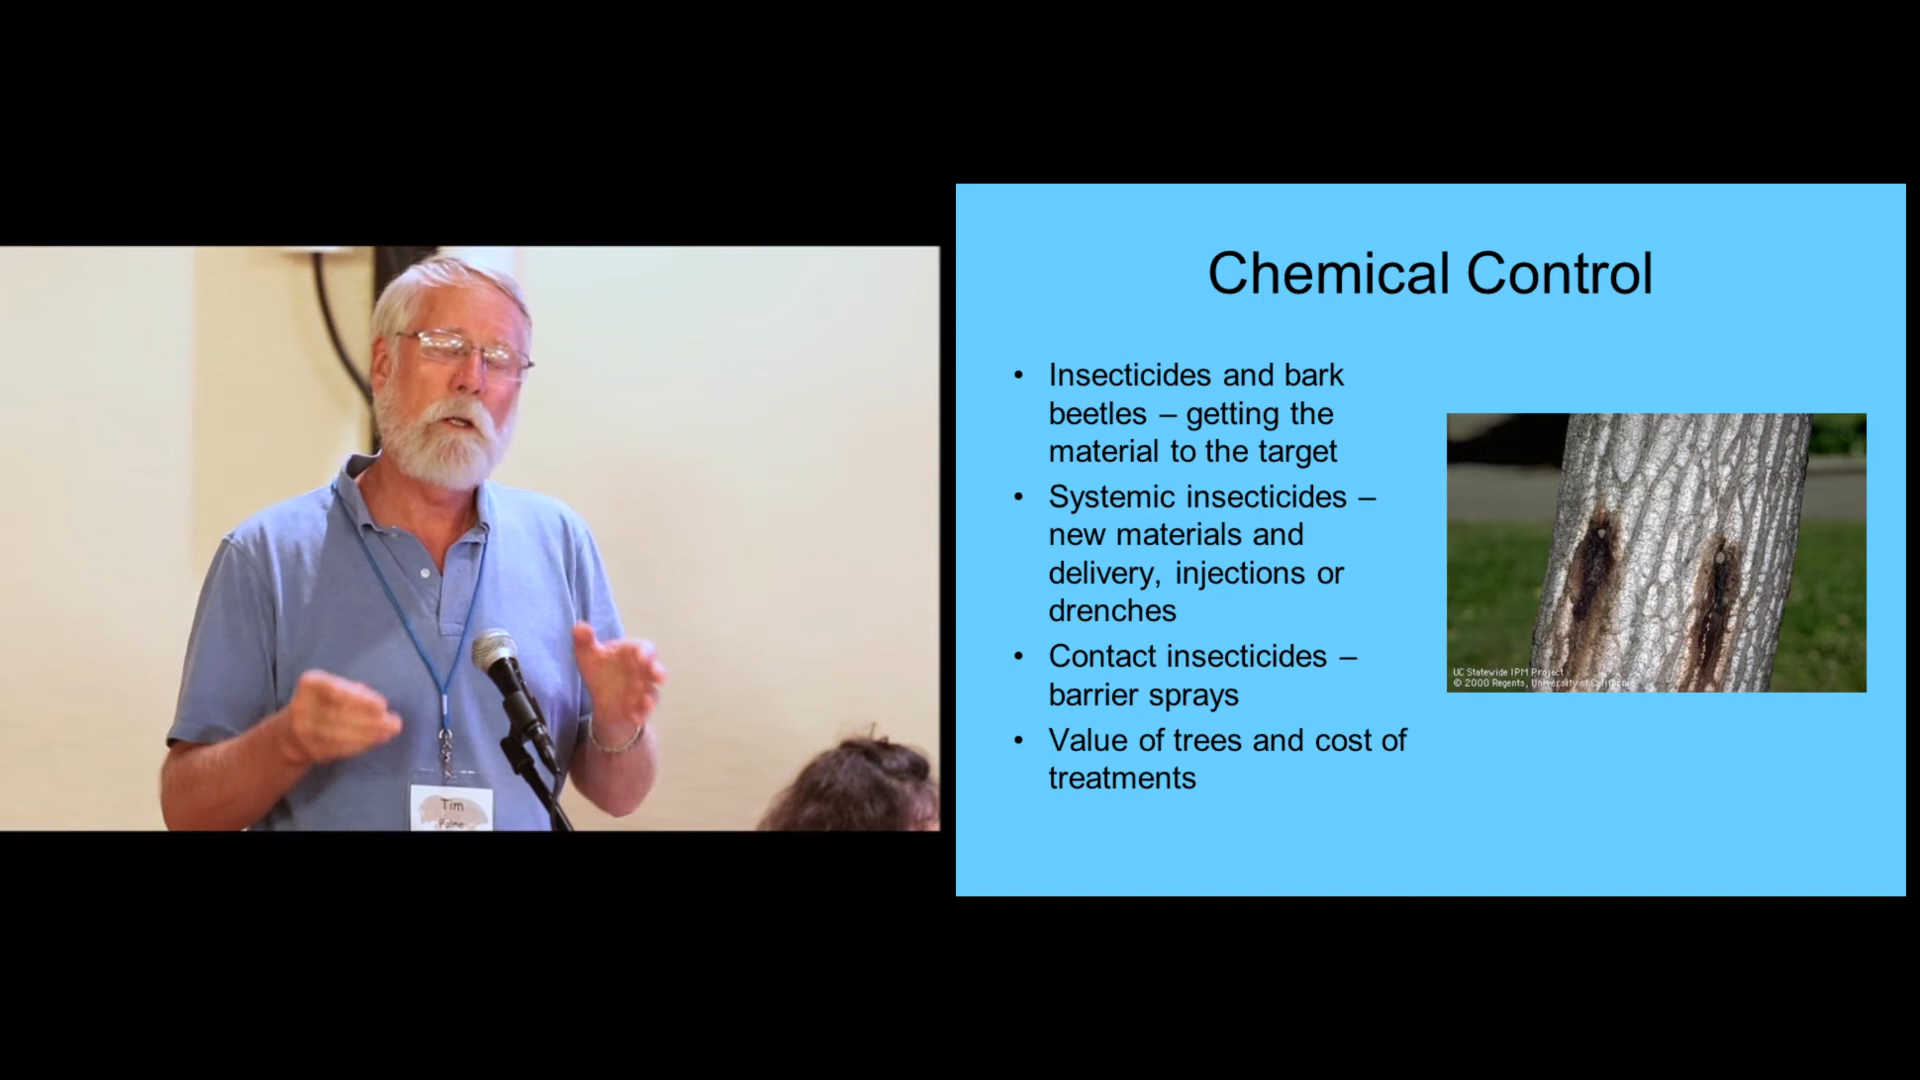 Chemical Control
• Insecticides and bark
beetles – getting the
material to the target
• Systemic insecticides –
new materials and
delivery, injections or
drenches
• Contact insecticides –
barrier sprays
• Value of trees and cost of
treatments
UC Statewide IPM Project
© 2000 Regents, University of California
Tim
Paine